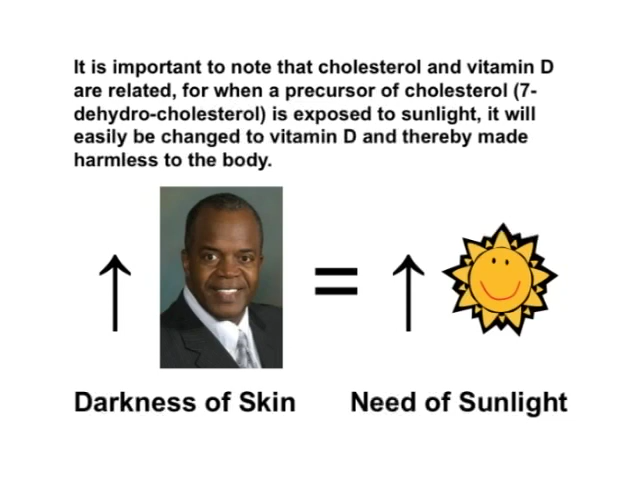 It is important to note that cholesterol and vitamin D
are related, for when a precursor of cholesterol (7-
dehydro-cholesterol) is exposed to sunlight, it will
easily be changed to vitamin D and thereby made
harmless to the body.
↑ = ↑
Darkness of Skin Need of Sunlight